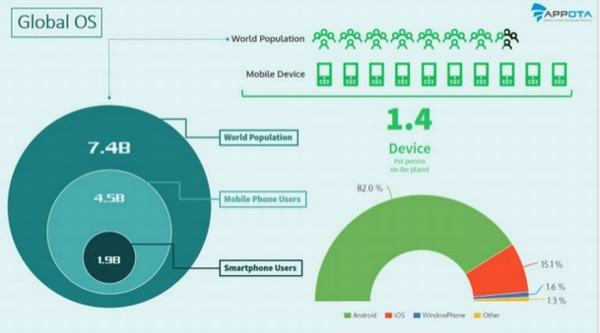 Global OS
APPOTA
World Population
Mobile Device
1.4
Device
Per person
on the planet
7.4B
World Population
4.5B
Mobile Phone Users
1.9B
Smartphone Users
82.0 %
15.1 %
1.6 %
1.3 %
Android iOS WindowPhone Other